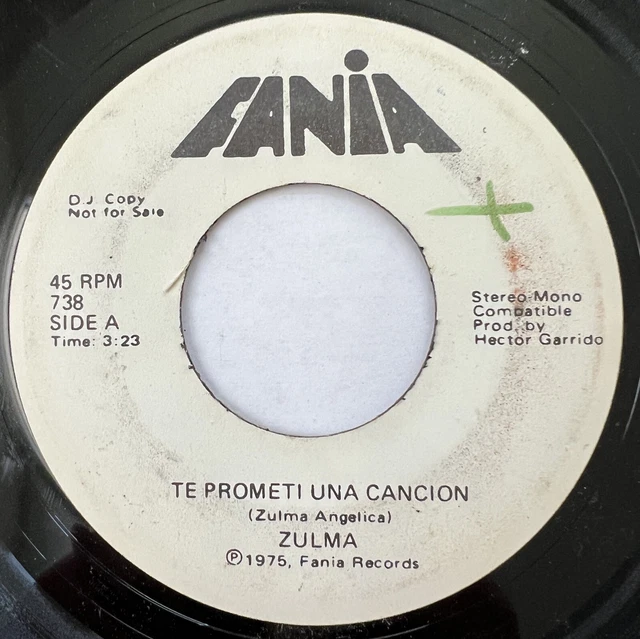 FANIA
D.J. Copy
Not for Sale
45 RPM
738
SIDE A
Time: 3:23
Stereo-Mono
Compatible
Prod. by
Hector Garrido
TE PROMETI UNA CANCION
(Zulma Angelica)
ZULMA
℗1975, Fania Records